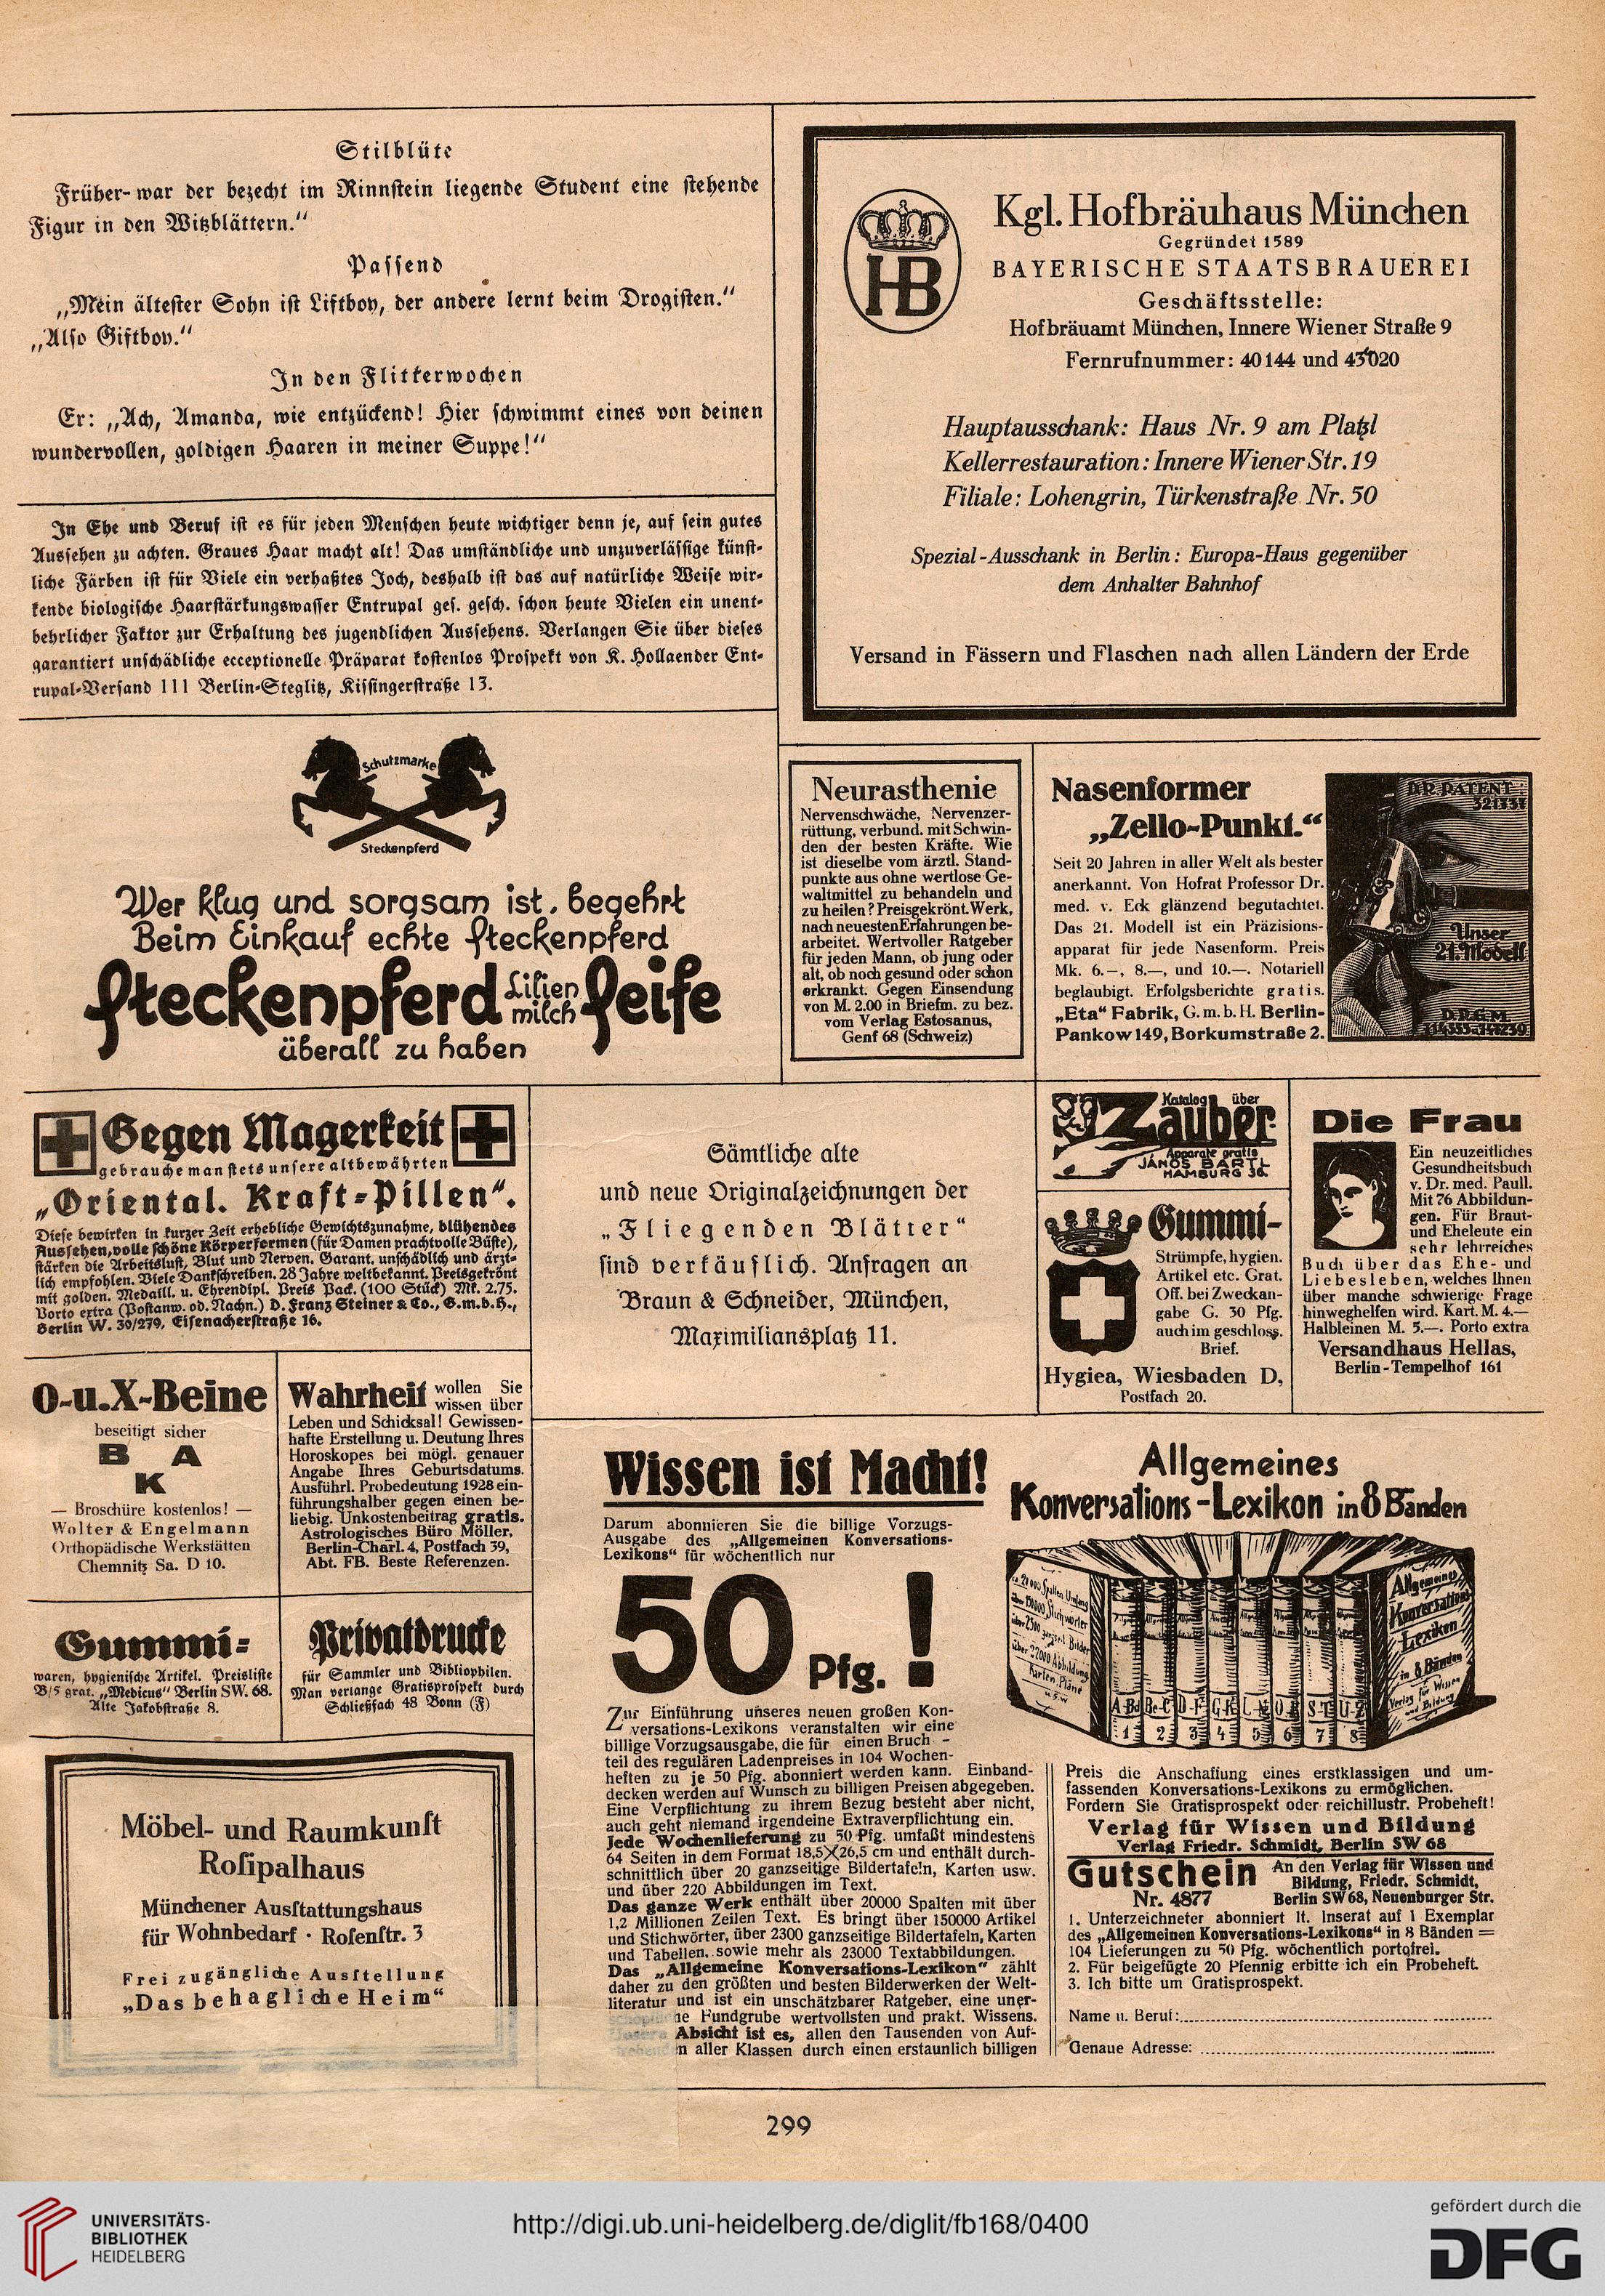 Stilblüte
Früher- war der bezecht im Rinnstein liegende Student eine stehende
Figur in den Witzblättern.“
Passend
„Mein ältester Sohn ist Liftboy, der andere lernt beim Drogisten.“
„Also Giftboy.“
In den Flitterwochen
Er: „Ach, Amanda, wie entzückend! Hier schwimmt eines von deinen
wundervollen, goldigen Haaren in meiner Suppe!“
In Ehe und Beruf ist es für jeden Menschen heute wichtiger denn je, auf sein gutes
Aussehen zu achten. Graues Haar macht alt! Das umständliche und unzuverlässige künst-
liche Färben ist für Viele ein verhaßtes Joch, deshalb ist das auf natürliche Weise wir-
kende biologische Haarstärkungswasser Entrupal ges. gesch. schon heute Vielen ein unent-
behrlicher Faktor zur Erhaltung des jugendlichen Aussehens. Verlangen Sie über dieses
garantiert unschädliche ecceptionelle Präparat kostenlos Prospekt von K. Hollaender Ent-
rupal-Versand 111 Berlin-Steglitz, Kissingerstraße 13.
HB
Kgl. Hofbräuhaus München
Gegründet 1589
BAYERISCHE STAATSBRAUEREI
Geschäftsstelle:
Hofbräuamt München, Innere Wiener Straße 9
Fernrufnummer: 40144 und 43020
Hauptausschank: Haus Nr. 9 am Platzl
Kellerrestauration: Innere Wiener Str. 19
Filiale: Lohengrin, Türkenstraße Nr. 50
Spezial-Ausschank in Berlin: Europa-Haus gegenüber
dem Anhalter Bahnhof
Versand in Fässern und Flaschen nach allen Ländern der Erde
Schutzmarke
Steckenpferd
Wer klug und sorgsam ist, begehrt
Beim Einkauf echte Steckenpferd
Steckenpferd Lilien milch Seife
überall zu haben
Neurasthenie
Nervenschwäche, Nervenzer-
rüttung, verbund. mit Schwin-
den der besten Kräfte. Wie
ist dieselbe vom ärztl. Stand-
punkte aus ohne wertlose Ge-
waltmittel zu behandeln und
zu heilen? Preisgekrönt. Werk,
nach neuesten Erfahrungen be-
arbeitet. Wertvoller Ratgeber
für jeden Mann, ob jung oder
alt, ob noch gesund oder schon
erkrankt. Gegen Einsendung
von M. 2.00 in Briefm. zu bez.
vom Verlag Estosanus,
Genf 68 (Schweiz)
Nasenformer
„Zello-Punkt.“
Seit 20 Jahren in aller Welt als bester
anerkannt. Von Hofrat Professor Dr.
med. v. Eck glänzend begutachtet.
Das 21. Modell ist ein Präzisions-
apparat für jede Nasenform. Preis
Mk. 6.—, 8.—, und 10.—. Notariell
beglaubigt. Erfolgsberichte gratis.
„Eta“ Fabrik, G.m.b.H. Berlin-
Pankow 149, Borkumstraße 2.
D.R.PATENT
Unser
21. Modell
D.R.G.M.
Gegen Magerkeit
gebrauche man stets unsere altbewährten
„Oriental. Kraft-Pillen“.
Diese bewirken in kurzer Zeit erhebliche Gewichtszunahme, blühendes
Aussehen, volle schöne Körperformen (für Damen prachtvolle Büste),
stärken die Arbeitslust, Blut und Nerven. Garant. unschädlich und ärzt-
lich empfohlen. Viele Dankschreiben. 28 Jahre weltbekannt. Preisgekrönt
mit golden. Medaill. u. Ehrendipl. Preis Pack. (100 Stück) Mk. 2.75.
Porto extra (Postanw. od. Nachn.) D. Franz Steiner & Co., G.m.b.H.,
Berlin W. 30/279, Eisenacherstraße 16.
Sämtliche alte
und neue Originalzeichnungen der
„Fliegenden Blätter“
sind verkäuflich. Anfragen an
Braun & Schneider, München,
Maximiliansplatz 11.
Katalog über
Zauber-
Apparate gratis
JÁNOS BARTL
HAMBURG 36.
Gummi-
Strümpfe, hygien.
Artikel etc. Grat.
Off. bei Zweckan-
gabe G. 30 Pfg.
auch im geschloss.
Brief.
Hygiea, Wiesbaden D,
Postfach 20.
Die Frau
Ein neuzeitliches
Gesundheitsbuch
v. Dr. med. Paull.
Mit 76 Abbildun-
gen. Für Braut-
und Eheleute ein
sehr lehrreiches
Buch über das Ehe- und
Liebesleben, welches Ihnen
über manche schwierige Frage
hinweghelfen wird. Kart. M. 4.—
Halbleinen M. 5.—. Porto extra
Versandhaus Hellas,
Berlin-Tempelhof 161
O-u.X-Beine
beseitigt sicher
B A
K
— Broschüre kostenlos! —
Wolter & Engelmann
Orthopädische Werkstätten
Chemnitz Sa. D 10.
Wahrheit wollen Sie
wissen über
Leben und Schicksal! Gewissen-
hafte Erstellung u. Deutung Ihres
Horoskopes bei mögl. genauer
Angabe Ihres Geburtsdatums.
Ausführl. Probedeutung 1928 ein-
führungshalber gegen einen be-
liebig. Unkostenbeitrag gratis.
Astrologisches Büro Möller,
Berlin-Charl. 4, Postfach 39,
Abt. FB. Beste Referenzen.
Gummi-
waren, hygienische Artikel. Preisliste
B/5 grat. „Medicus“ Berlin SW. 68.
Alte Jakobstraße 8.
Privatdrucke
für Sammler und Bibliophilen.
Man verlange Gratisprospekt durch
Schließfach 48 Bonn (F)
Möbel- und Raumkunst
Rosipalhaus
Münchener Ausstattungshaus
für Wohnbedarf · Rosenstr. 3
Frei zugängliche Ausstellung
„Das behagliche Heim“
Wissen ist Macht!
Darum abonnieren Sie die billige Vorzugs-
Ausgabe des „Allgemeinen Konversations-
Lexikons“ für wöchentlich nur
50 Pfg. !
Zur Einführung unseres neuen großen Kon-
versations-Lexikons veranstalten wir eine
billige Vorzugsausgabe, die für einen Bruch-
teil des regulären Ladenpreises in 104 Wochen-
heften zu je 50 Pfg. abonniert werden kann. Einband-
decken werden auf Wunsch zu billigen Preisen abgegeben.
Eine Verpflichtung zu ihrem Bezug besteht aber nicht,
auch geht niemand irgendeine Extraverpflichtung ein.
Jede Wochenlieferung zu 50 Pfg. umfaßt mindestens
64 Seiten in dem Format 18,5×26,5 cm und enthält durch-
schnittlich über 20 ganzseitige Bildertafeln, Karten usw.
und über 220 Abbildungen im Text.
Das ganze Werk enthält über 20000 Spalten mit über
1,2 Millionen Zeilen Text. Es bringt über 150000 Artikel
und Stichwörter, über 2300 ganzseitige Bildertafeln, Karten
und Tabellen, sowie mehr als 23000 Textabbildungen.
Das „Allgemeine Konversations-Lexikon“ zählt
daher zu den größten und besten Bilderwerken der Welt-
literatur und ist ein unschätzbarer Ratgeber, eine uner-
schöpfliche Fundgrube wertvollsten und prakt. Wissens.
Unsere Absicht ist es, allen den Tausenden von Auf-
strebenden aller Klassen durch einen erstaunlich billigen
Allgemeines
Konversations-Lexikon in 8 Bänden
Allgemeines
Konversations
Lexikon
in 8 Bänden
Verlag für Wissen
und Bildung
A-Bd Be-C D-F G-K L-N O-R S-T U-Z
1 2 3 4 5 6 7 8
Preis die Anschaffung eines erstklassigen und um-
fassenden Konversations-Lexikons zu ermöglichen.
Fordern Sie Gratisprospekt oder reichillustr. Probeheft!
Verlag für Wissen und Bildung
Verlag Friedr. Schmidt, Berlin SW 68
Gutschein
Nr. 4877
An den Verlag für Wissen und
Bildung, Friedr. Schmidt,
Berlin SW 68, Neuenburger Str.
1. Unterzeichneter abonniert lt. Inserat auf 1 Exemplar
des „Allgemeinen Konversations-Lexikons“ in 8 Bänden =
104 Lieferungen zu 50 Pfg. wöchentlich portofrei.
2. Für beigefügte 20 Pfennig erbitte ich ein Probeheft.
3. Ich bitte um Gratisprospekt.
Name u. Beruf:
Genaue Adresse:
299
UNIVERSITÄTS-
BIBLIOTHEK
HEIDELBERG
http://digi.ub.uni-heidelberg.de/diglit/fb168/0400
gefördert durch die
DFG